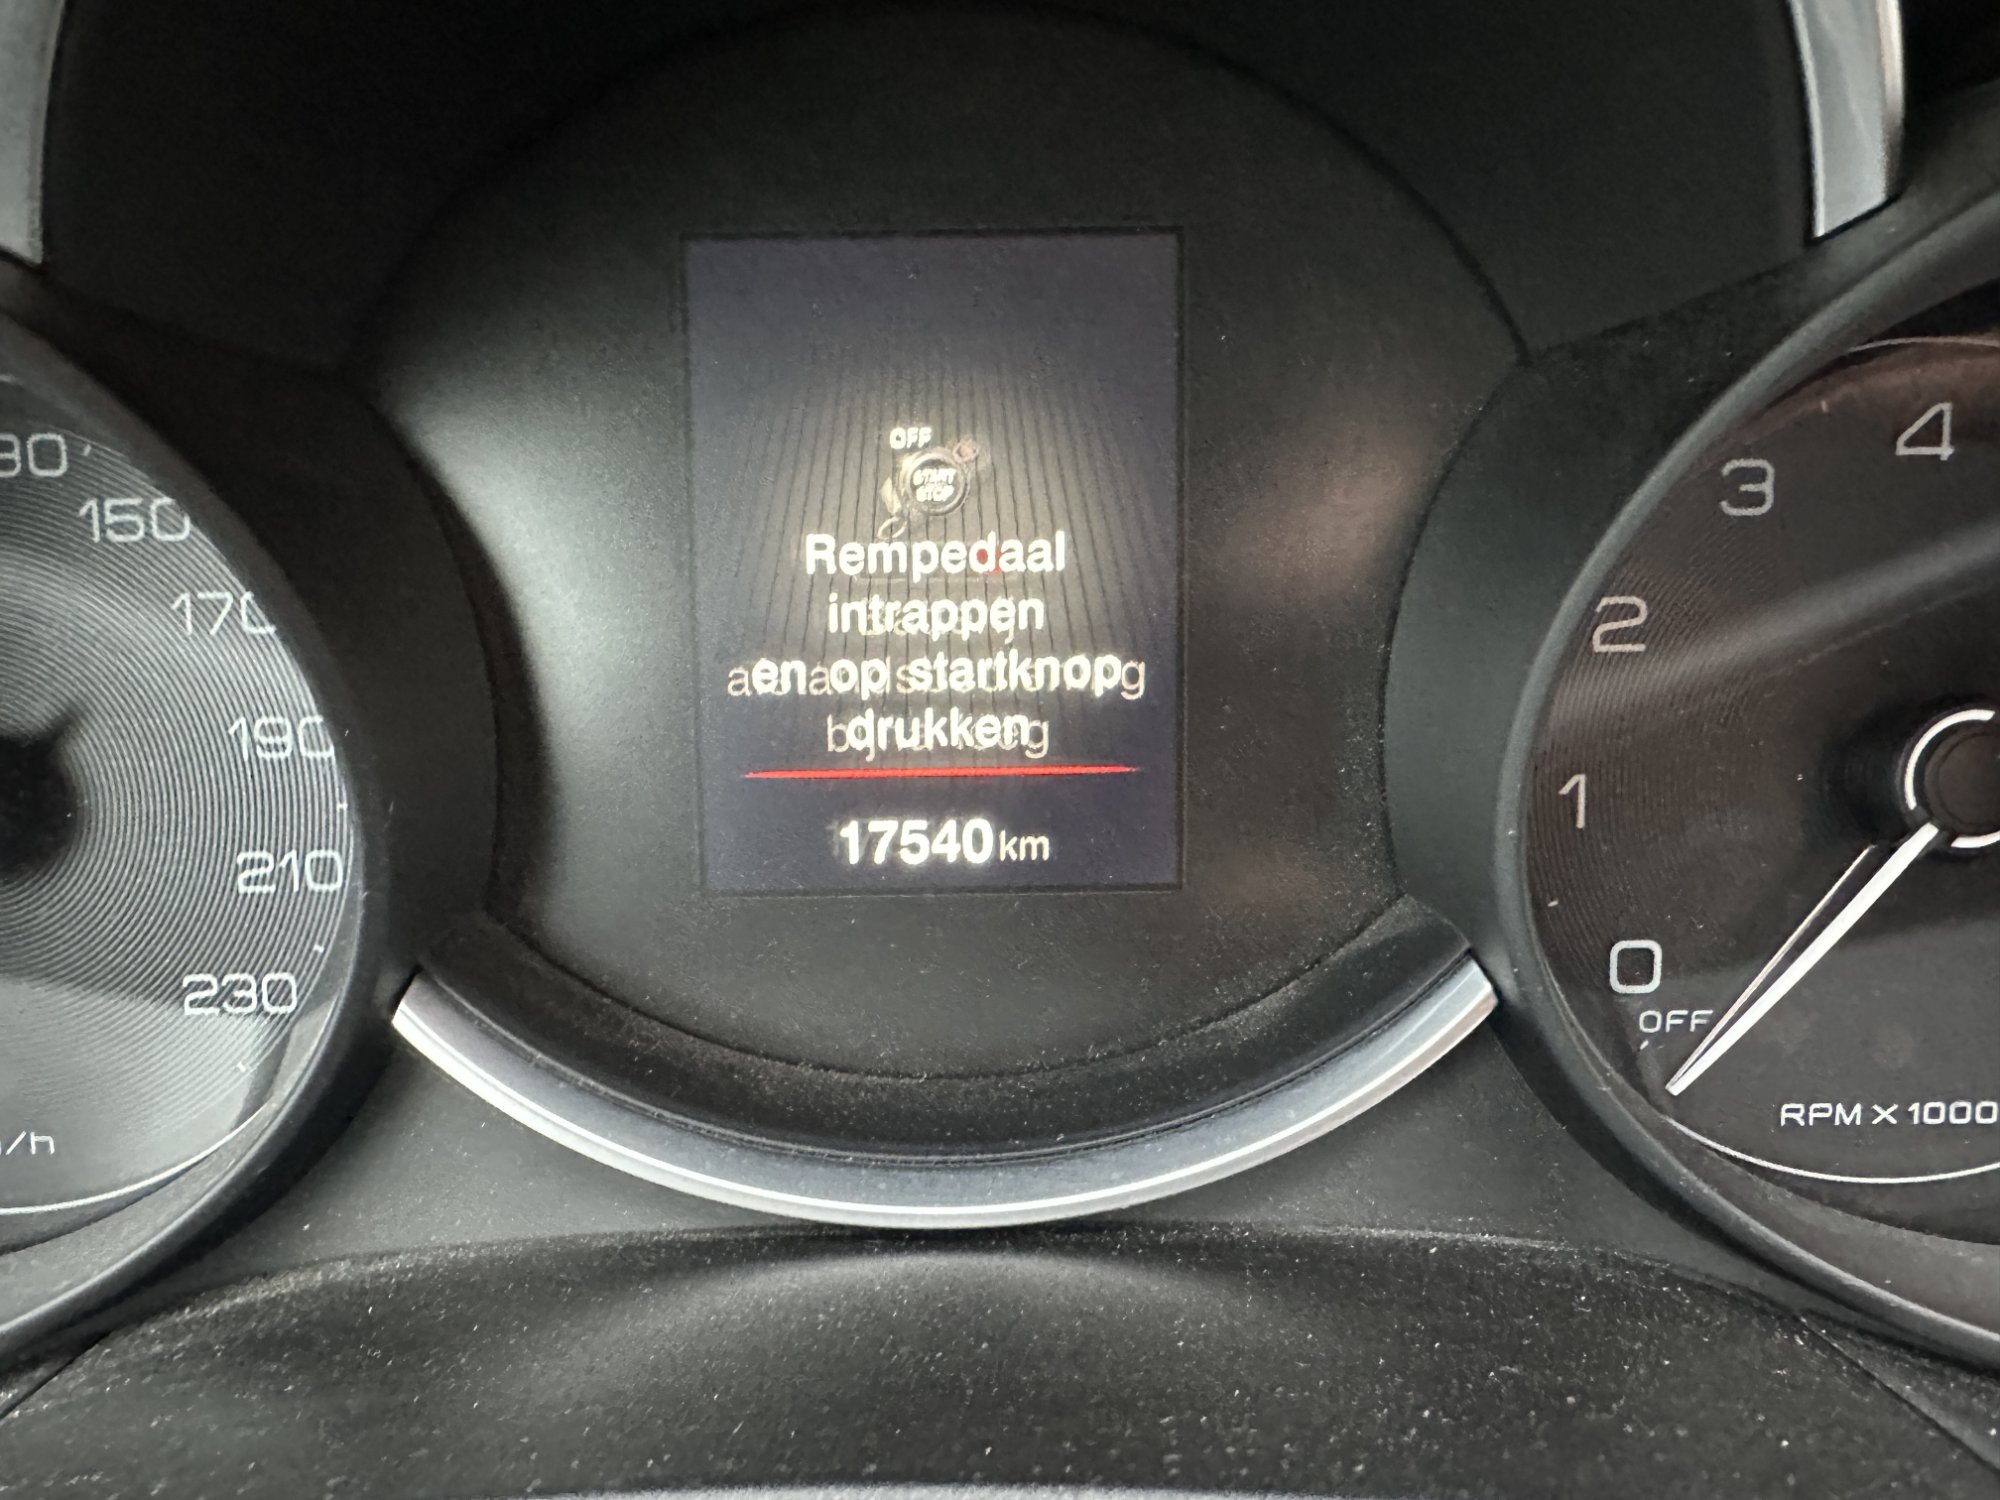 OFF
START
STOP
Rempedaal
intrappen
en op startknop
drukken
17540 km
150
170
190
210
230
4
3
2
1
0
OFF
RPM X 1000